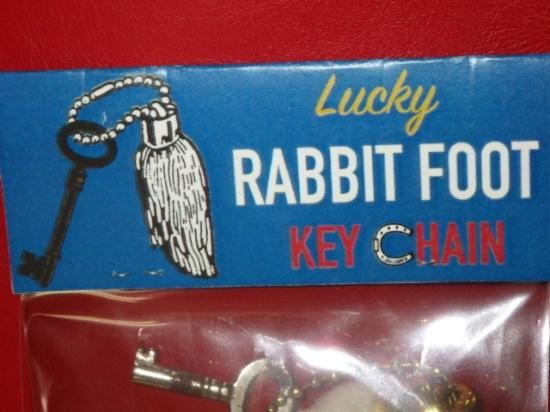 Lucky
RABBIT FOOT
KEY CHAIN